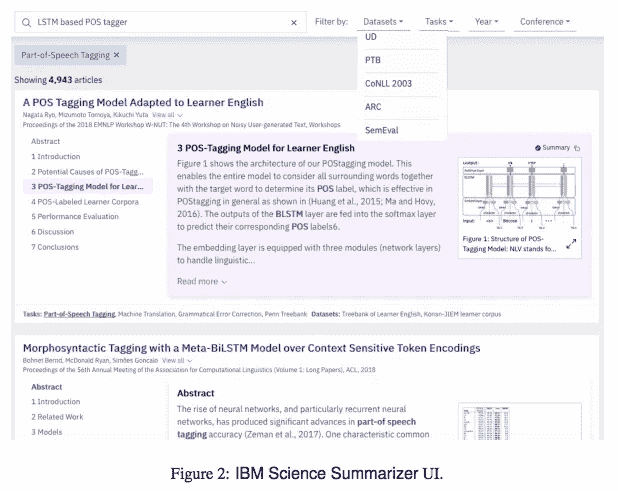 LSTM based POS tagger ×
Filter by: Datasets Tasks Year Conference
UD
PTB
CoNLL 2003
ARC
SemEval
Part-of-Speech Tagging ×
Showing 4,943 articles
A POS Tagging Model Adapted to Learner English
Nagata Ryo, Mizumoto Tomoya, Kikuchi Yuta View all
Proceedings of the 2018 EMNLP Workshop W-NUT: The 4th Workshop on Noisy User-generated Text, Workshops
Abstract
1 Introduction
2 Potential Causes of POS-Tagg...
3 POS-Tagging Model for Lear...
4 POS-Labeled Learner Corpora
5 Performance Evaluation
6 Discussion
7 Conclusions
3 POS-Tagging Model for Learner English
Summary
Figure 1 shows the architecture of our POStagging model. This
enables the entire model to consider all surrounding words together
with the target word to determine its POS label, which is effective in
POStagging in general as shown in (Huang et al., 2015; Ma and Hovy,
2016). The outputs of the BLSTM layer are fed into the softmax layer
to predict their corresponding POS labels6.
The embedding layer is equipped with three modules (network layers)
to handle linguistic...
Read more
Figure 1: Structure of POS-
Tagging Model: NLV stands fo...
Tasks: Part-of-Speech Tagging, Machine Translation, Grammatical Error Correction, Penn Treebank Datasets: Treebank of Learner English, Konan-JIEM learner corpus
Morphosyntactic Tagging with a Meta-BiLSTM Model over Context Sensitive Token Encodings
Bohnet Bernd, McDonald Ryan, Simões Goncalo View all
Proceedings of the 56th Annual Meeting of the Association for Computational Linguistics (Volume 1: Long Papers), ACL, 2018
Abstract
1 Introduction
2 Related Work
3 Models
Abstract
The rise of neural networks, and particularly recurrent neural
networks, has produced significant advances in part-of speech
tagging accuracy (Zeman et al., 2017). One characteristic common
Figure 2: IBM Science Summarizer UI.